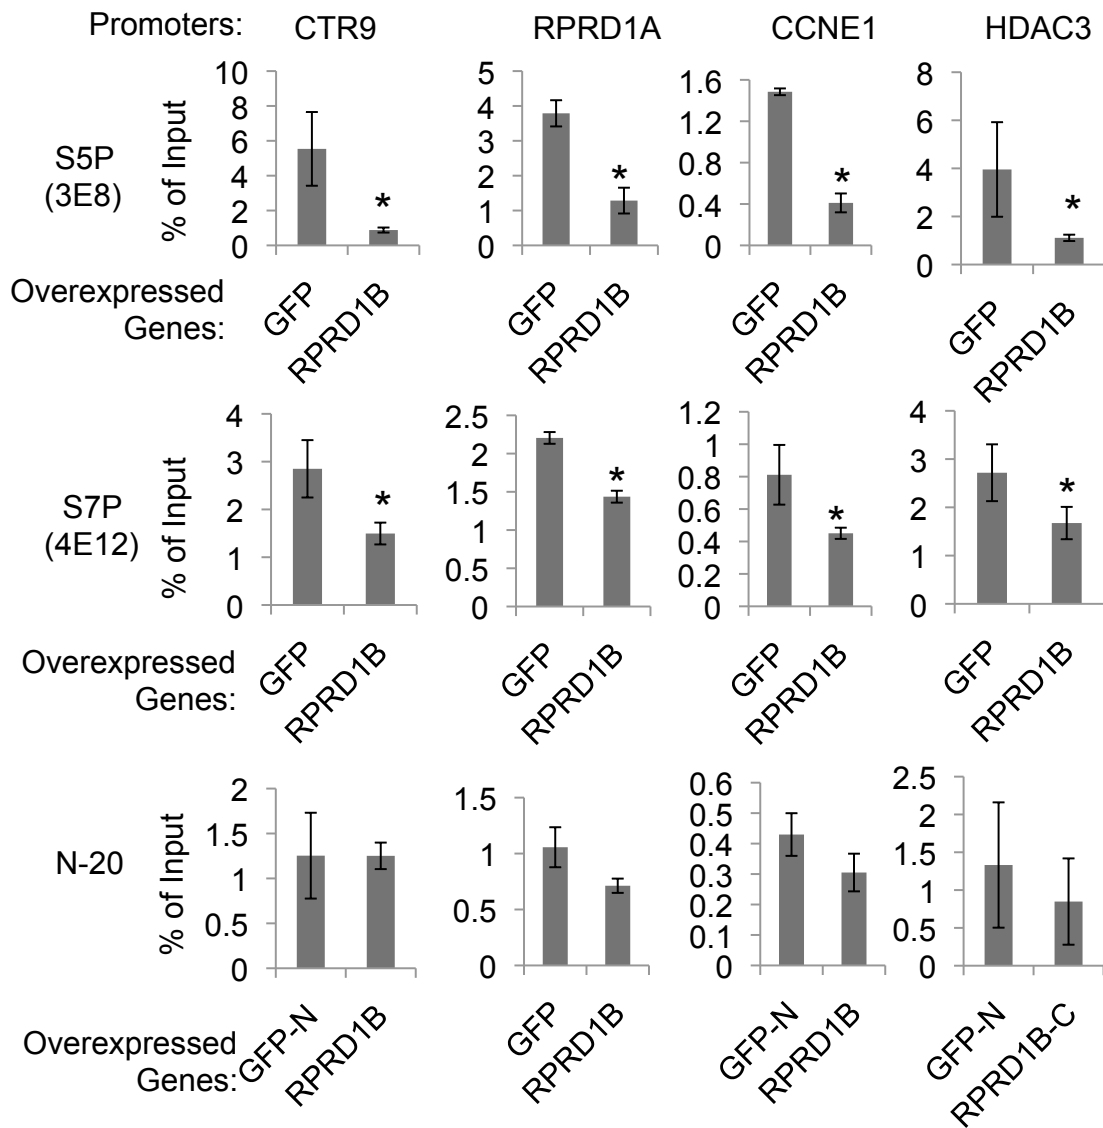 Promoters: CTR9 RPRD1A CCNE1 HDAC3
S5P
(3E8)
% of Input
10
8
6
4
2
0
5
4
3
2
1
0
1.6
1.2
0.8
0.4
0
8
6
4
2
0
*
*
*
*
Overexpressed
Genes:
GFP
RPRD1B
GFP
RPRD1B
GFP
RPRD1B
GFP
RPRD1B
S7P
(4E12)
% of Input
4
3
2
1
0
2.5
2
1.5
1
0.5
0
1.2
1
0.8
0.6
0.4
0.2
0
4
3
2
1
0
*
*
*
*
Overexpressed
Genes:
GFP
RPRD1B
GFP
RPRD1B
GFP
RPRD1B
GFP
RPRD1B
N-20
% of Input
2
1.5
1
0.5
0
1.5
1
0.5
0
0.6
0.5
0.4
0.3
0.2
0.1
0
2.5
2
1.5
1
0.5
0
Overexpressed
Genes:
GFP-N
RPRD1B
GFP
RPRD1B
GFP-N
RPRD1B
GFP-N
RPRD1B-C